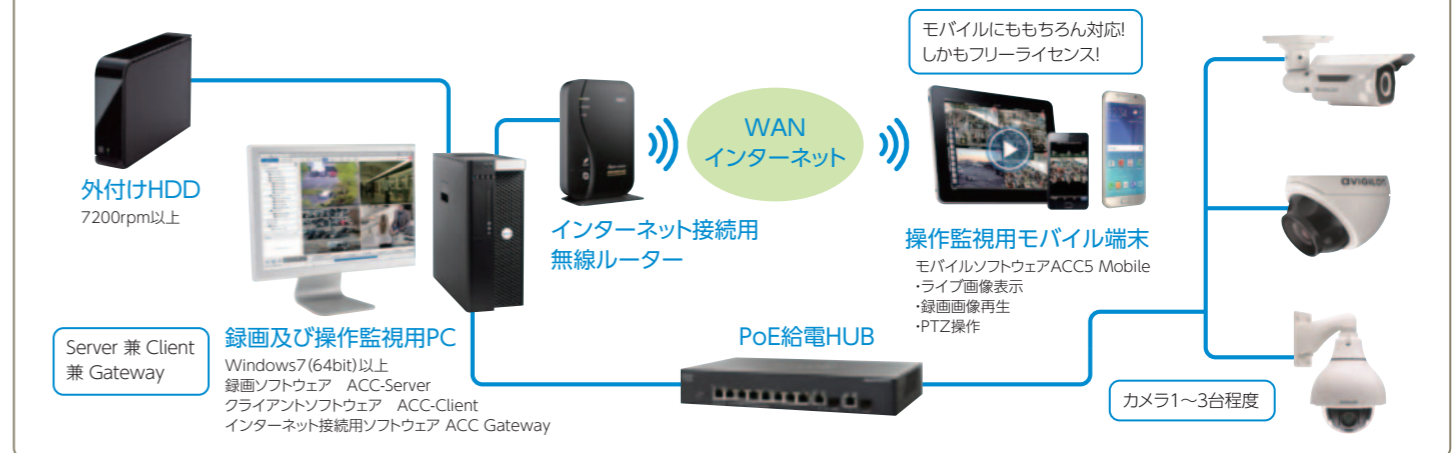 モバイルにももちろん対応!
しかもフリーライセンス!
外付けHDD
7200rpm以上
WAN
インターネット
インターネット接続用
無線ルーター
操作監視用モバイル端末
モバイルソフトウェアACC5 Mobile
・ライブ画像表示
・録画画像再生
・PTZ操作
AVIGILON
Server 兼 Client
兼 Gateway
録画及び操作監視用PC
Windows7(64bit)以上
録画ソフトウェア　ACC-Server
クライアントソフトウェア　ACC-Client
インターネット接続用ソフトウェア ACC Gateway
PoE給電HUB
カメラ1〜3台程度